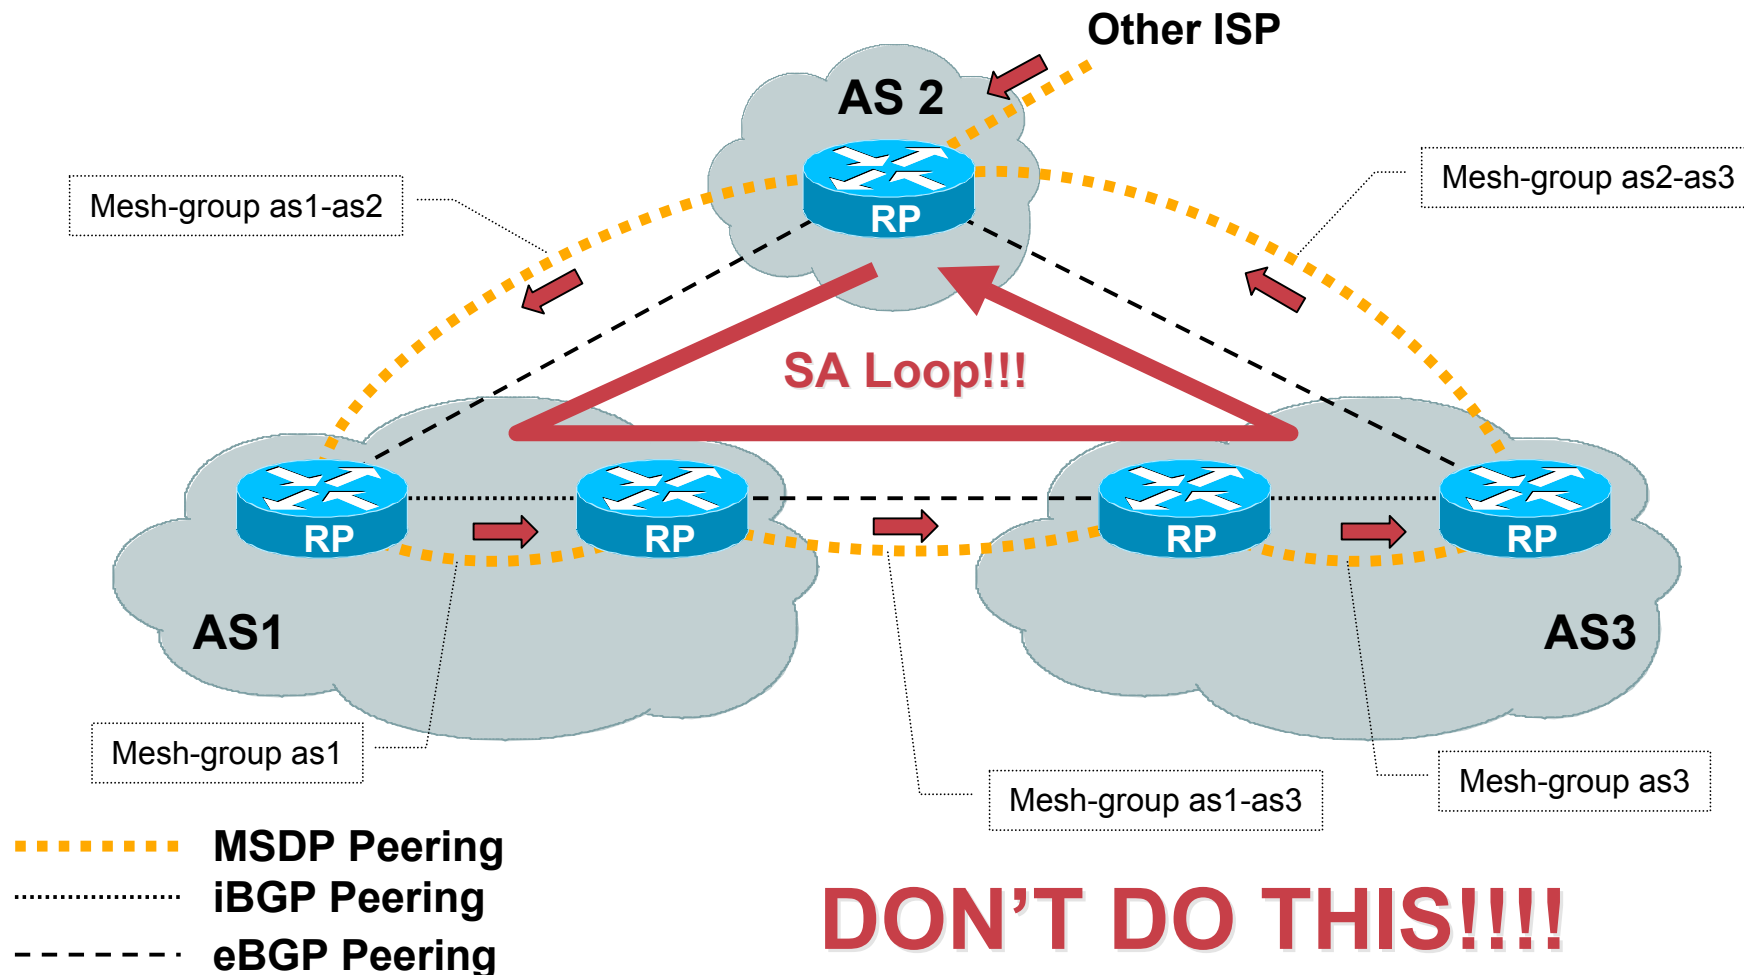 Other ISP
AS 2
RP
Mesh-group as1-as2
Mesh-group as2-as3
SA Loop!!!
RP
RP
RP
RP
AS1
AS3
Mesh-group as1
Mesh-group as1-as3
Mesh-group as3
MSDP Peering
iBGP Peering
eBGP Peering
DON’T DO THIS!!!!